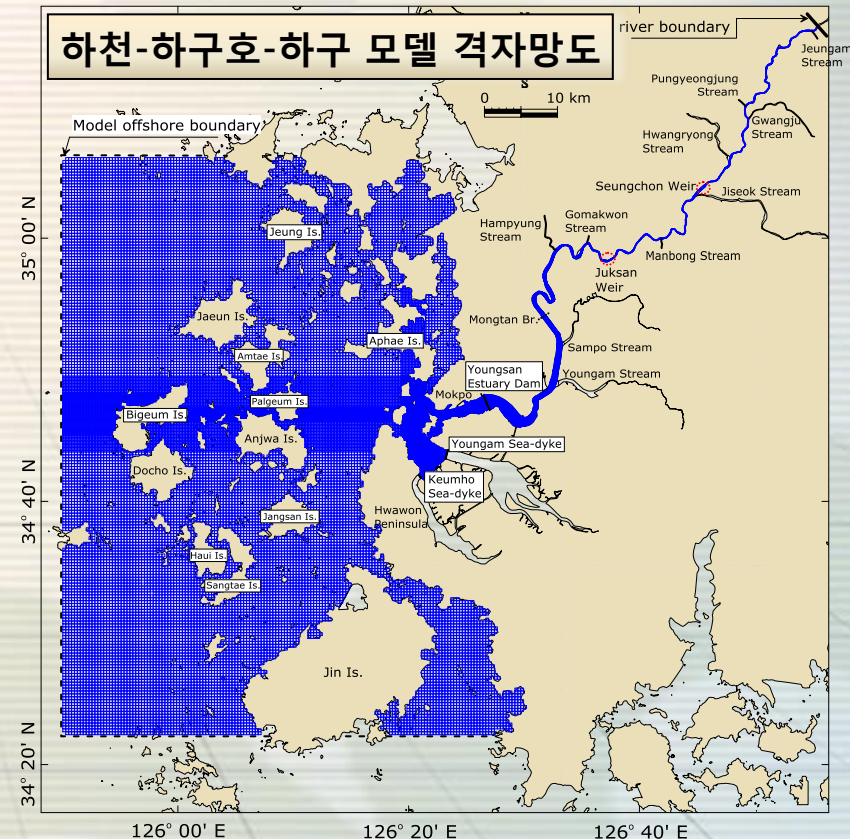 하천-하구호-하구 모델 격자망도
river boundary
Jeungam
Stream
Pungyeongjung
Stream
0 10 km
Gwangju
Stream
Model offshore boundary
Hwangryong
Stream
Seungchon Weir
Jiseok Stream
Gomakwon
Stream
Hampyung
Stream
Jeung Is.
35° 00' N
Manbong Stream
Juksan
Weir
Jaeun Is.
Mongtan Br.
Aphae Is.
Sampo Stream
Amtae Is.
Youngsan
Estuary Dam
Youngam Stream
Mokpo
Palgeum Is.
Bigeum Is.
Anjwa Is.
Youngam Sea-dyke
Docho Is.
Keumho
Sea-dyke
34° 40' N
Jangsan Is.
Hwawon
Peninsula
Haui Is.
Sangtae Is.
Jin Is.
34° 20' N
126° 00' E
126° 20' E
126° 40' E